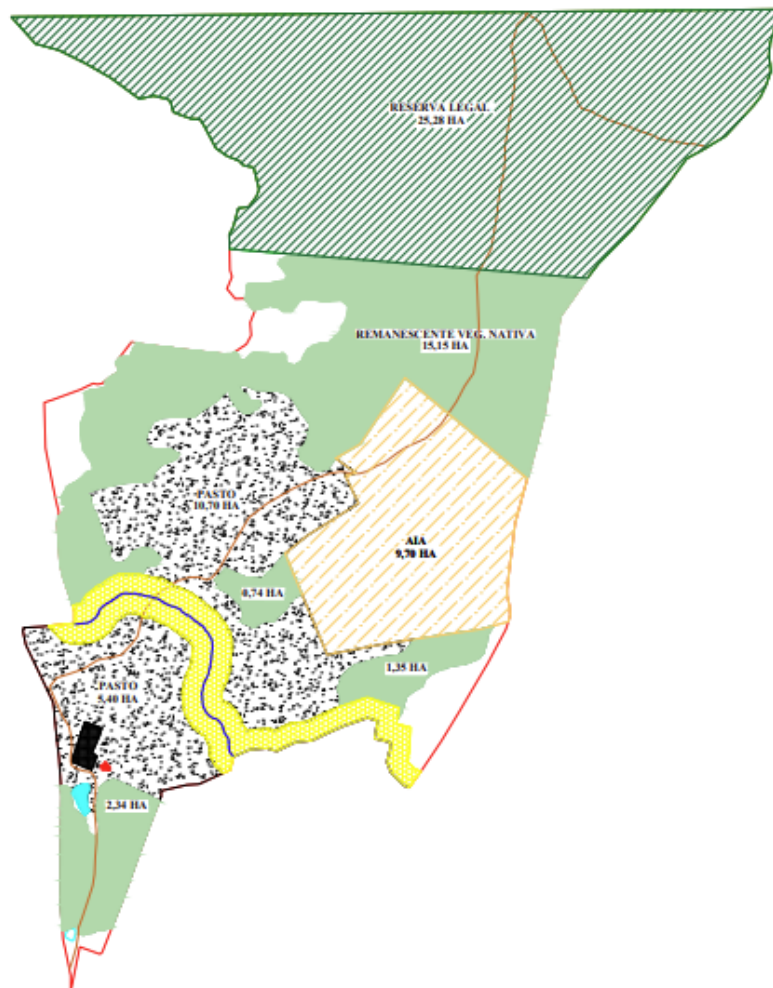 RESERVA LEGAL
25,28 HA
REMANESCENTE VEG. NATIVA
15,15 HA
PASTO
10,70 HA
AIA
9,70 HA
0,74 HA
1,35 HA
PASTO
5,40 HA
2,34 HA